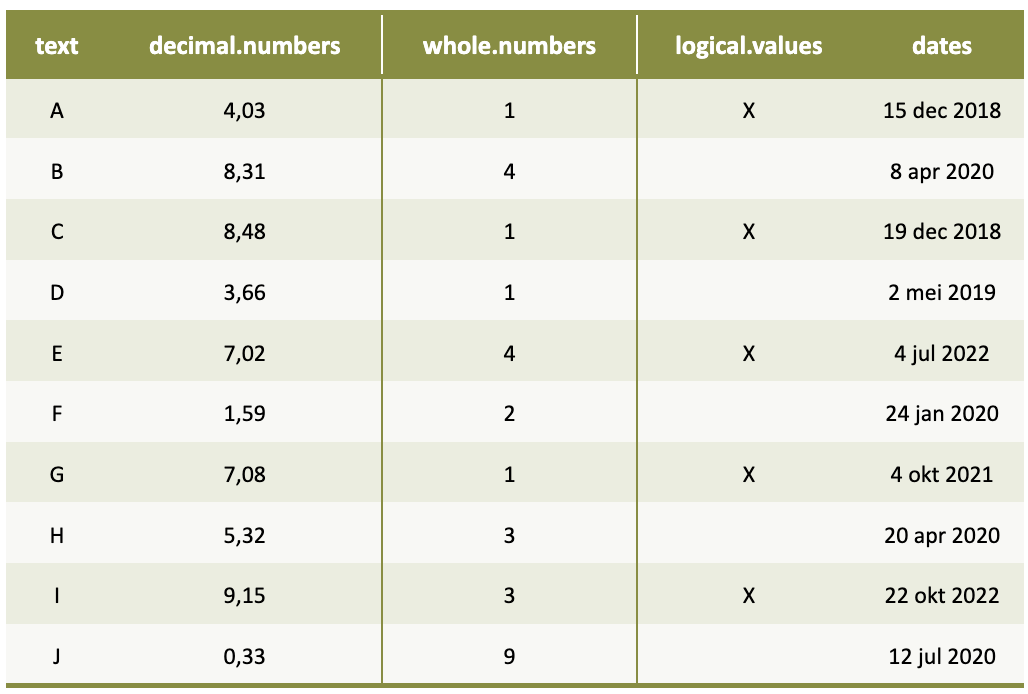 text decimal.numbers whole.numbers logical.values dates
A 4,03 1 X 15 dec 2018
B 8,31 4 8 apr 2020
C 8,48 1 X 19 dec 2018
D 3,66 1 2 mei 2019
E 7,02 4 X 4 jul 2022
F 1,59 2 24 jan 2020
G 7,08 1 X 4 okt 2021
H 5,32 3 20 apr 2020
I 9,15 3 X 22 okt 2022
J 0,33 9 12 jul 2020